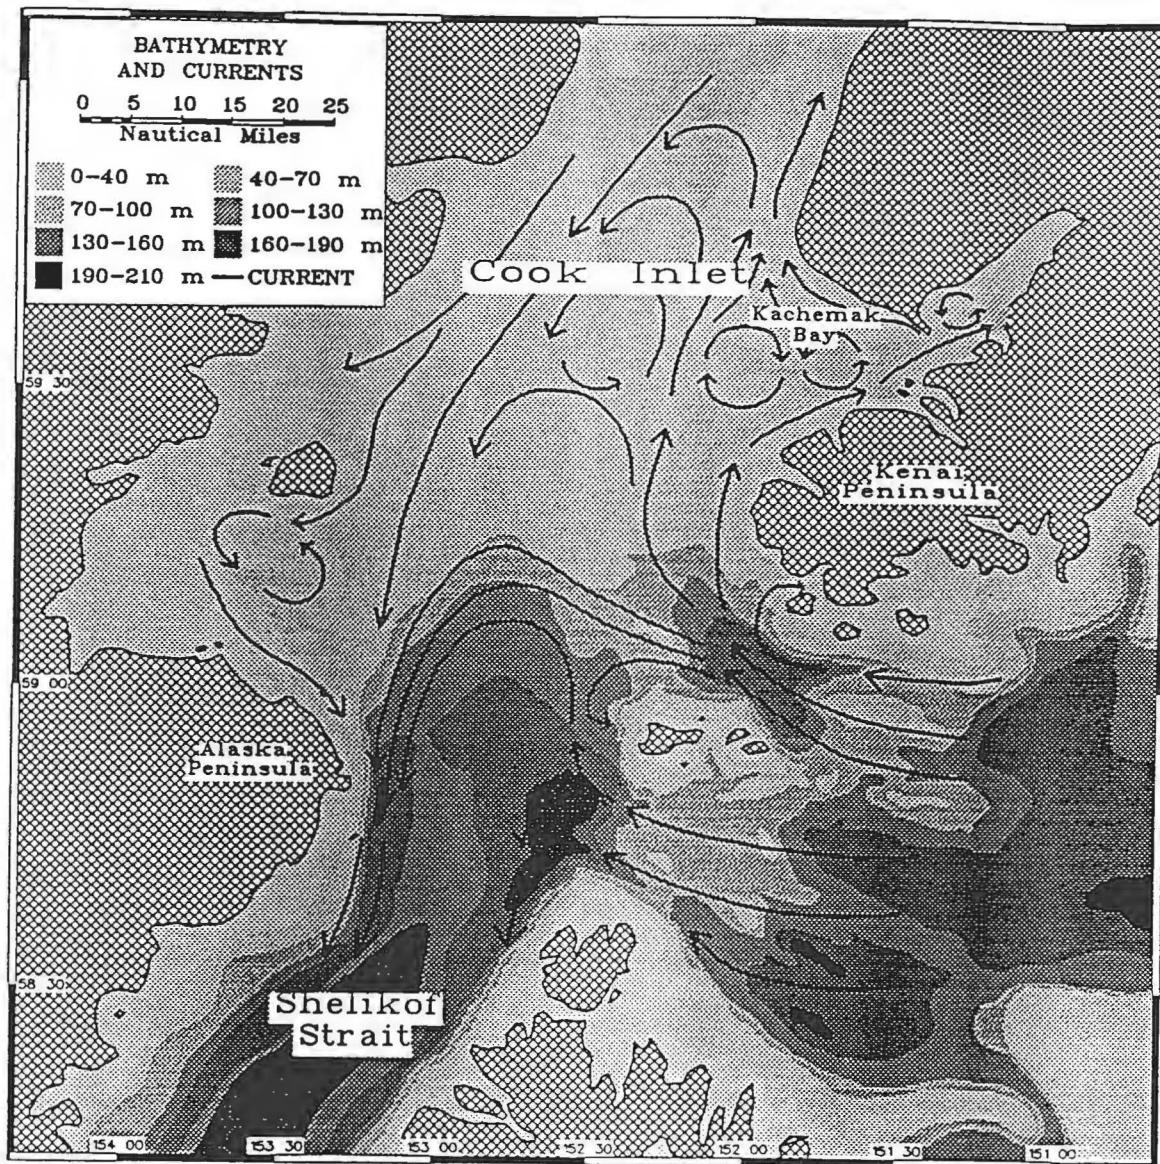 BATHYMETRY
AND CURRENTS
0 5 10 15 20 25
Nautical Miles
0-40 m 40-70 m
70-100 m 100-130 m
130-160 m 160-190 m
190-210 m CURRENT
Cook Inlet
Kachemak
Bay
59 30
Kenai
Peninsula
59 00
Alaska
Peninsula
58 30
Shelikof
Strait
154 00 153 30 153 00 152 30 152 00 151 30 151 00